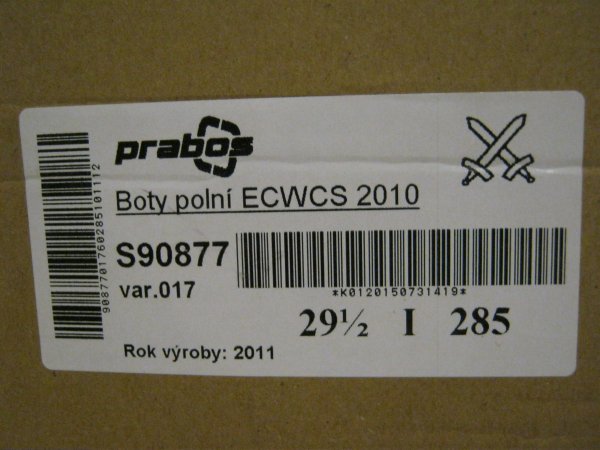 prabos
Boty polní ECWCS 2010
S90877
var.017
*K0120150731419*
29½ I 285
Rok výroby: 2011
9087701760285101112